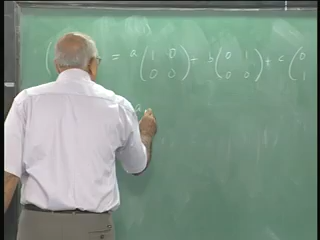 ( = a ( 1 0 ) + b ( 0 1 ) + c ( 0
0 0 0 0 1
a